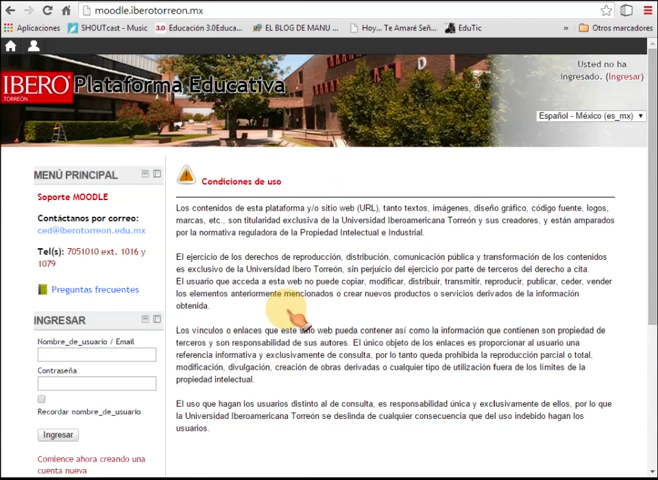 moodle.iberotorreon.mx
Aplicaciones SHOUTcast - Music 3.0 Educación 3.0Educa... EL BLOG DE MANU ... Hoy... Te Amaré Señ... EduTic » Otros marcadores
Usted no ha
ingresado. (Ingresar)
IBERO
TORREÓN
Plataforma Educativa
Español - México (es_mx)
MENÚ PRINCIPAL
Soporte MOODLE
Contáctanos por correo:
ced@iberotorreon.edu.mx
Tel(s): 7051010 ext. 1016 y
1079
Preguntas frecuentes
INGRESAR
Nombre_de_usuario / Email
Contraseña
Recordar nombre_de_usuario
Ingresar
Comience ahora creando una
cuenta nueva
Condiciones de uso
Los contenidos de esta plataforma y/o sitio web (URL), tanto textos, imágenes, diseño gráfico, código fuente, logos,
marcas, etc., son titularidad exclusiva de la Universidad Iberoamericana Torreón y sus creadores, y están amparados
por la normativa reguladora de la Propiedad Intelectual e Industrial.
El ejercicio de los derechos de reproducción, distribución, comunicación pública y transformación de los contenidos
es exclusivo de la Universidad Ibero Torreón, sin perjuicio del ejercicio por parte de terceros del derecho a cita.
El usuario que acceda a esta web no puede copiar, modificar, distribuir, transmitir, reproducir, publicar, ceder, vender
los elementos anteriormente mencionados o crear nuevos productos o servicios derivados de la información
obtenida.
Los vínculos o enlaces que este sitio web pueda contener así como la información que contienen son propiedad de
terceros y son responsabilidad de sus autores. El único objeto de los enlaces es proporcionar al usuario una
referencia informativa y exclusivamente de consulta, por lo tanto queda prohibida la reproducción parcial o total,
modificación, divulgación, creación de obras derivadas o cualquier tipo de utilización fuera de los límites de la
propiedad intelectual.
El uso que hagan los usuarios distinto al de consulta, es responsabilidad única y exclusivamente de ellos, por lo que
la Universidad Iberoamericana Torreón se deslinda de cualquier consecuencia que del uso indebido hagan los
usuarios.